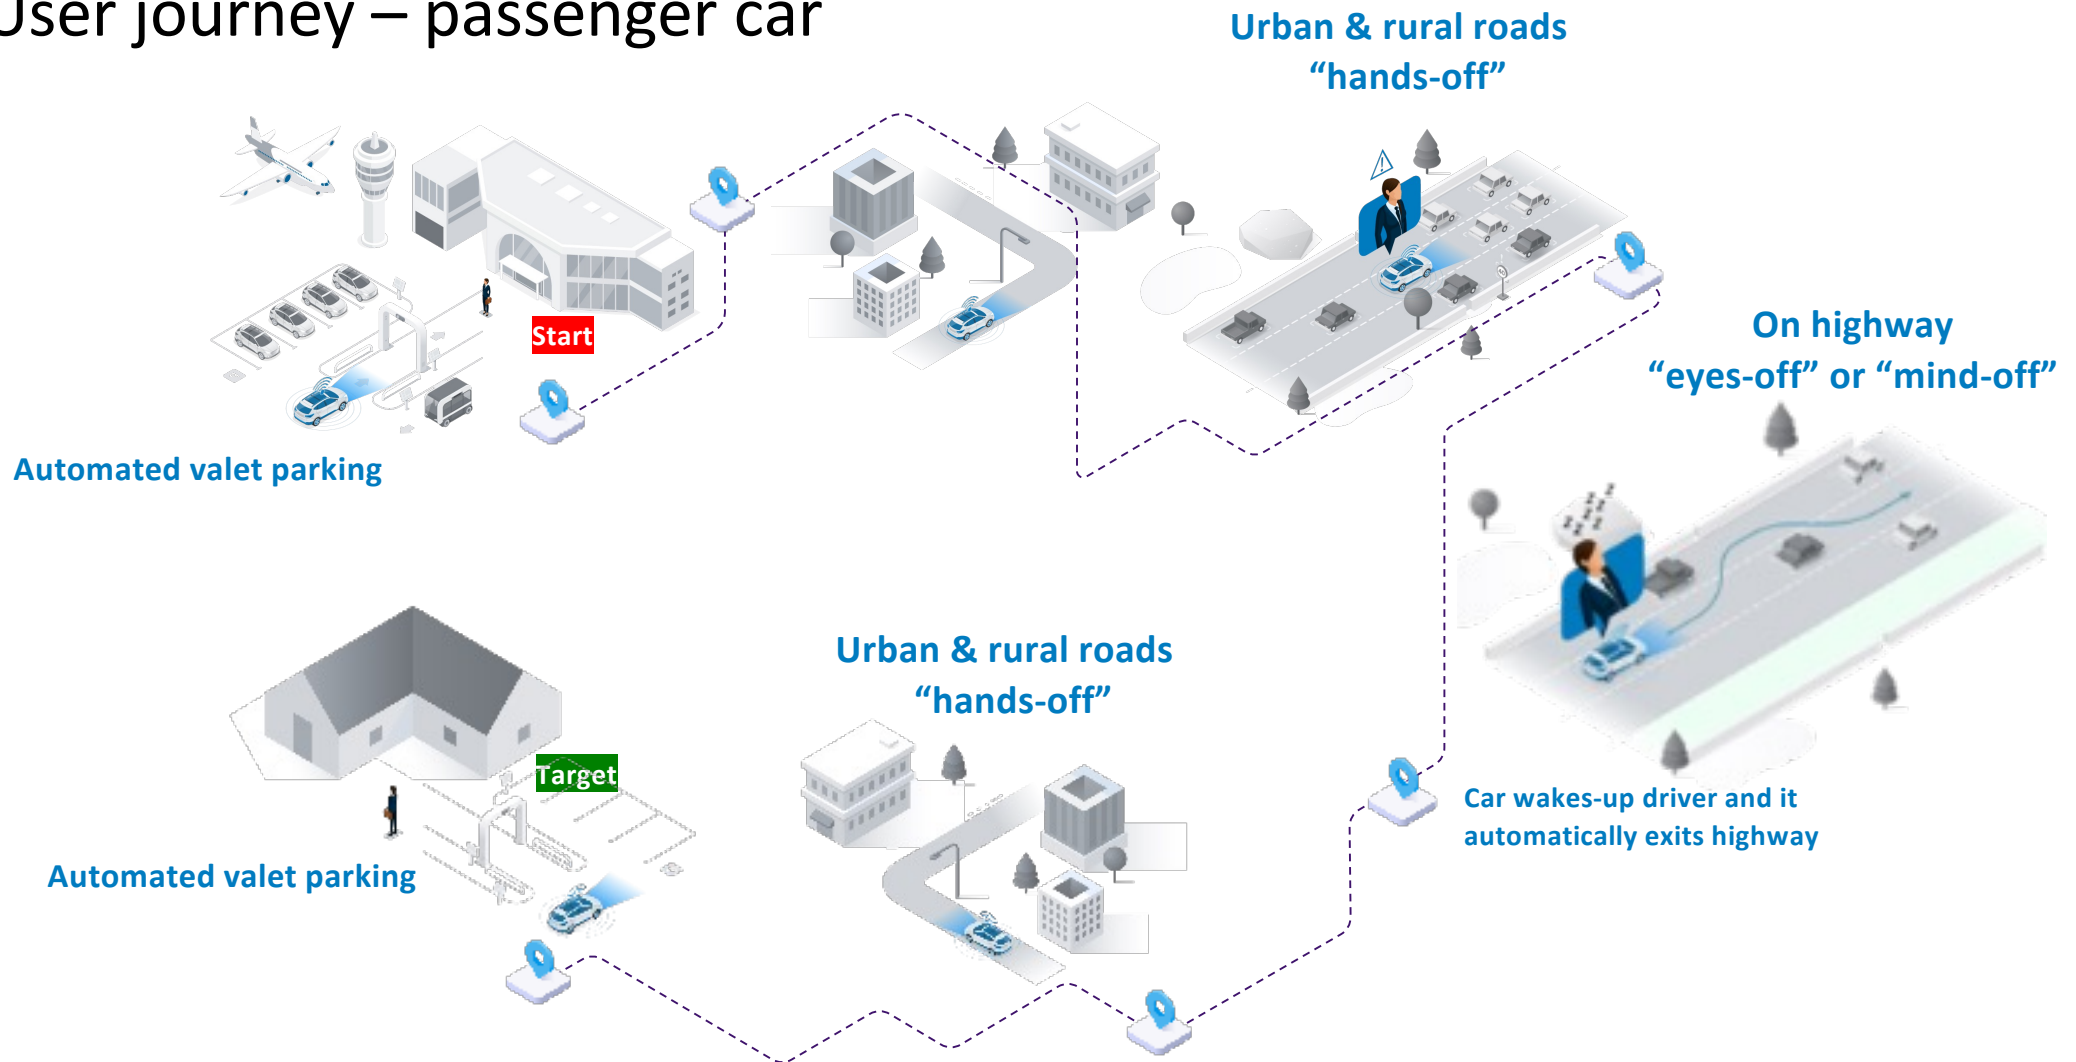 User journey – passenger car
Urban & rural roads
“hands-off”
Start
Automated valet parking
On highway
“eyes-off” or “mind-off”
Car wakes-up driver and it
automatically exits highway
Urban & rural roads
“hands-off”
Target
Automated valet parking